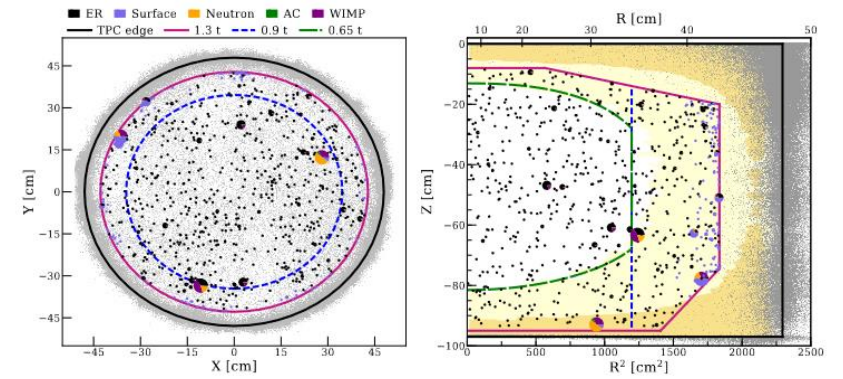 ER Surface Neutron AC WIMP
TPC edge 1.3 t 0.9 t 0.65 t
45
30
15
0
−15
−30
−45
Y [cm]
−45 −30 −15 0 15 30 45
X [cm]
R [cm]
10 20 30 40 50
0
−20
−40
−60
−80
−100
Z [cm]
0 500 1000 1500 2000 2500
R² [cm²]